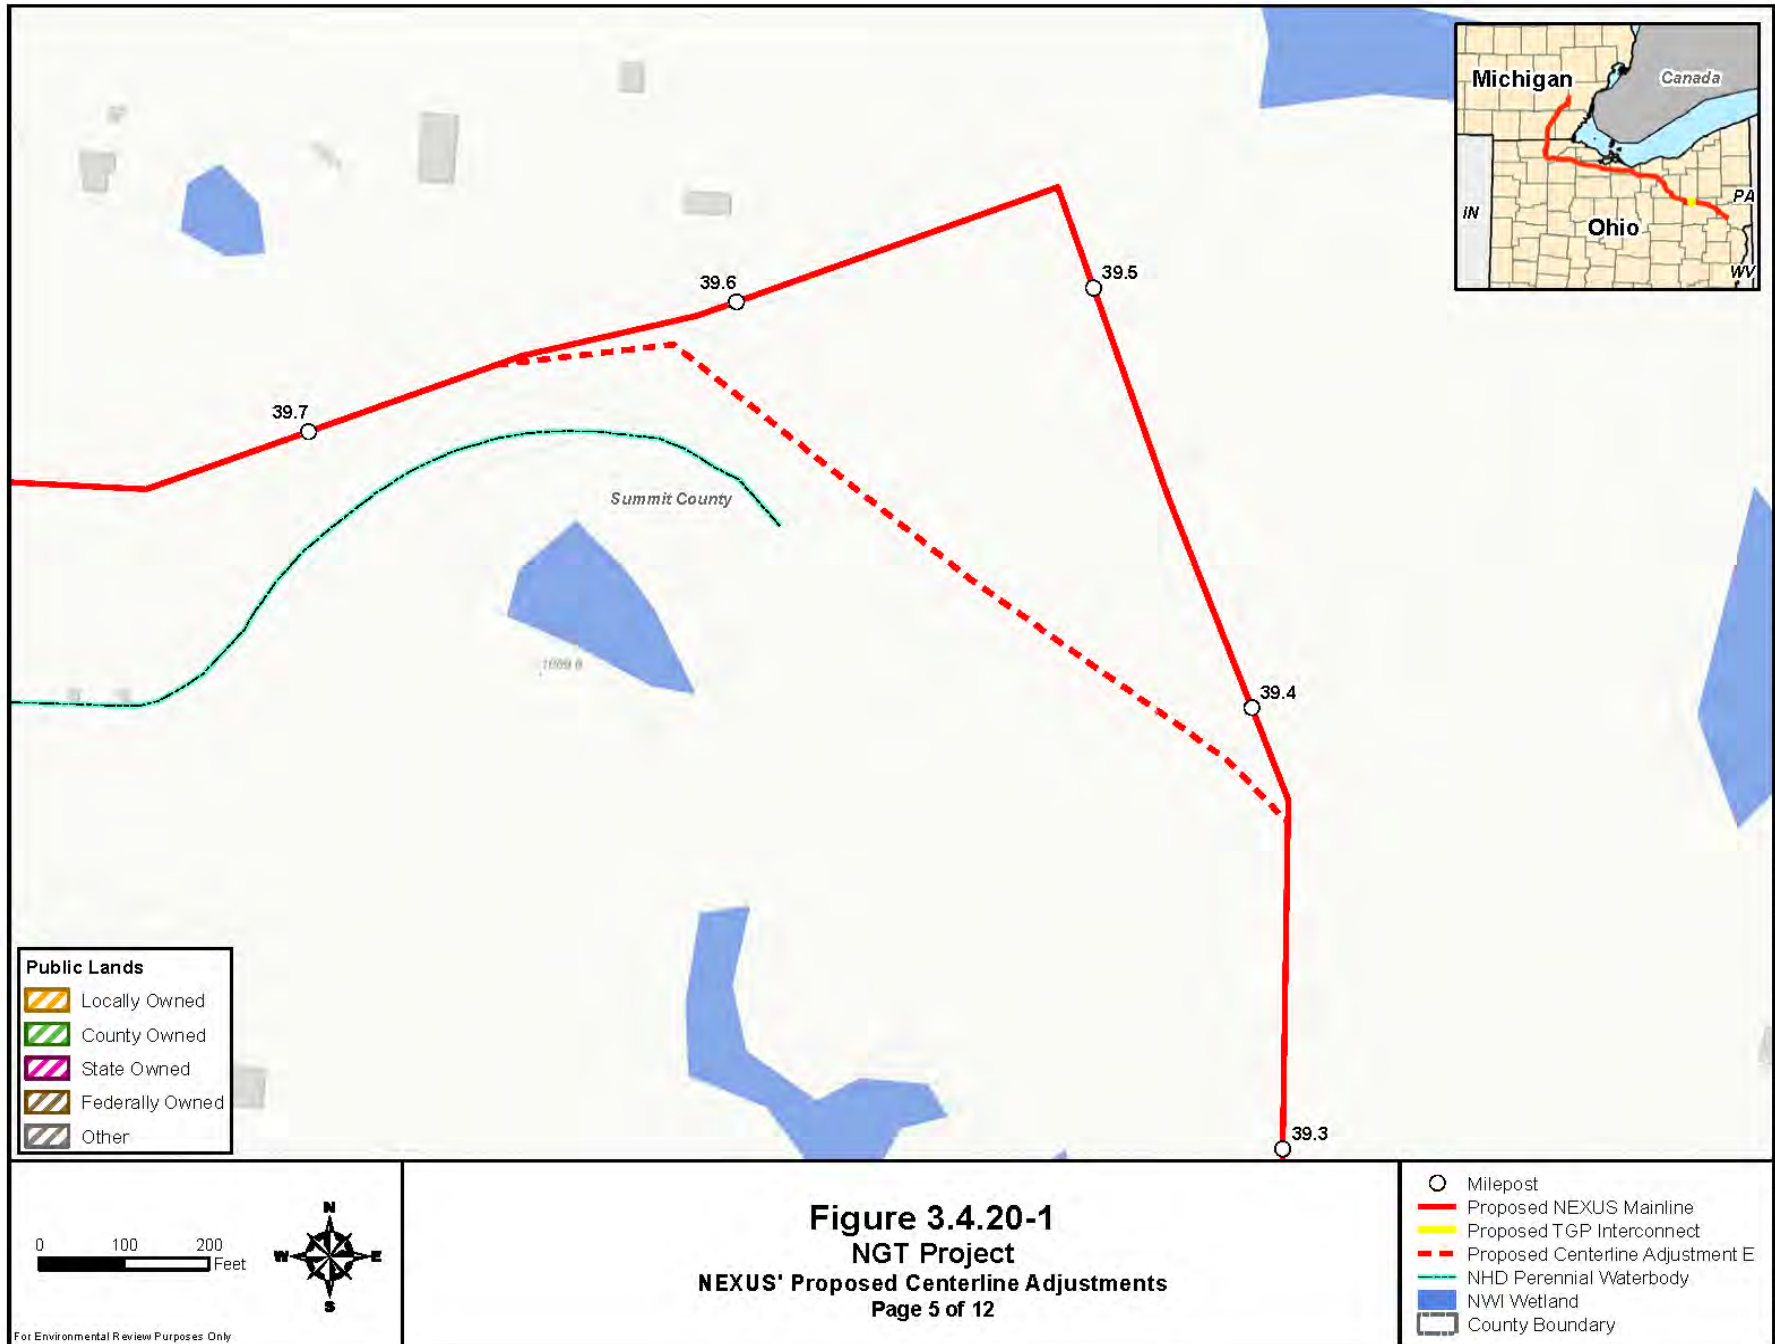 Michigan
Canada
IN
Ohio
PA
WV
39.5
39.6
39.7
Summit County
39.4
39.3
Public Lands
Locally Owned
County Owned
State Owned
Federally Owned
Other
0 100 200
Feet
N
W E
S
For Environmental Review Purposes Only
Figure 3.4.20-1
NGT Project
NEXUS' Proposed Centerline Adjustments
Page 5 of 12
Milepost
Proposed NEXUS Mainline
Proposed TGP Interconnect
Proposed Centerline Adjustment E
NHD Perennial Waterbody
NWI Wetland
County Boundary